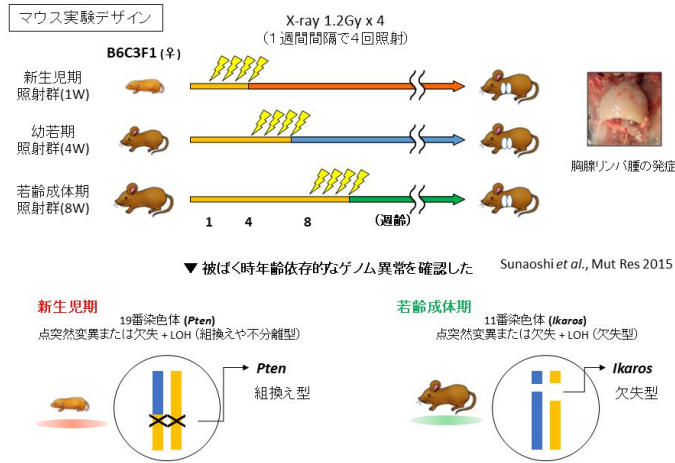 マウス実験デザイン
X-ray 1.2Gy x 4
(1週間間隔で4回照射)
B6C3F1 (♀)
新生児期
照射群(1W)
幼若期
照射群(4W)
若齢成体期
照射群(8W)
胸腺リンパ腫の発症
1 4 8 (週齢)
▼ 被ばく時年齢依存的なゲノム異常を確認した
Sunaoshi et al., Mut Res 2015
新生児期
19番染色体 (Pten)
点突然変異または欠失 + LOH (組換えや不分離型)
Pten
組換え型
若齢成体期
11番染色体 (Ikaros)
点突然変異または欠失 + LOH (欠失型)
Ikaros
欠失型